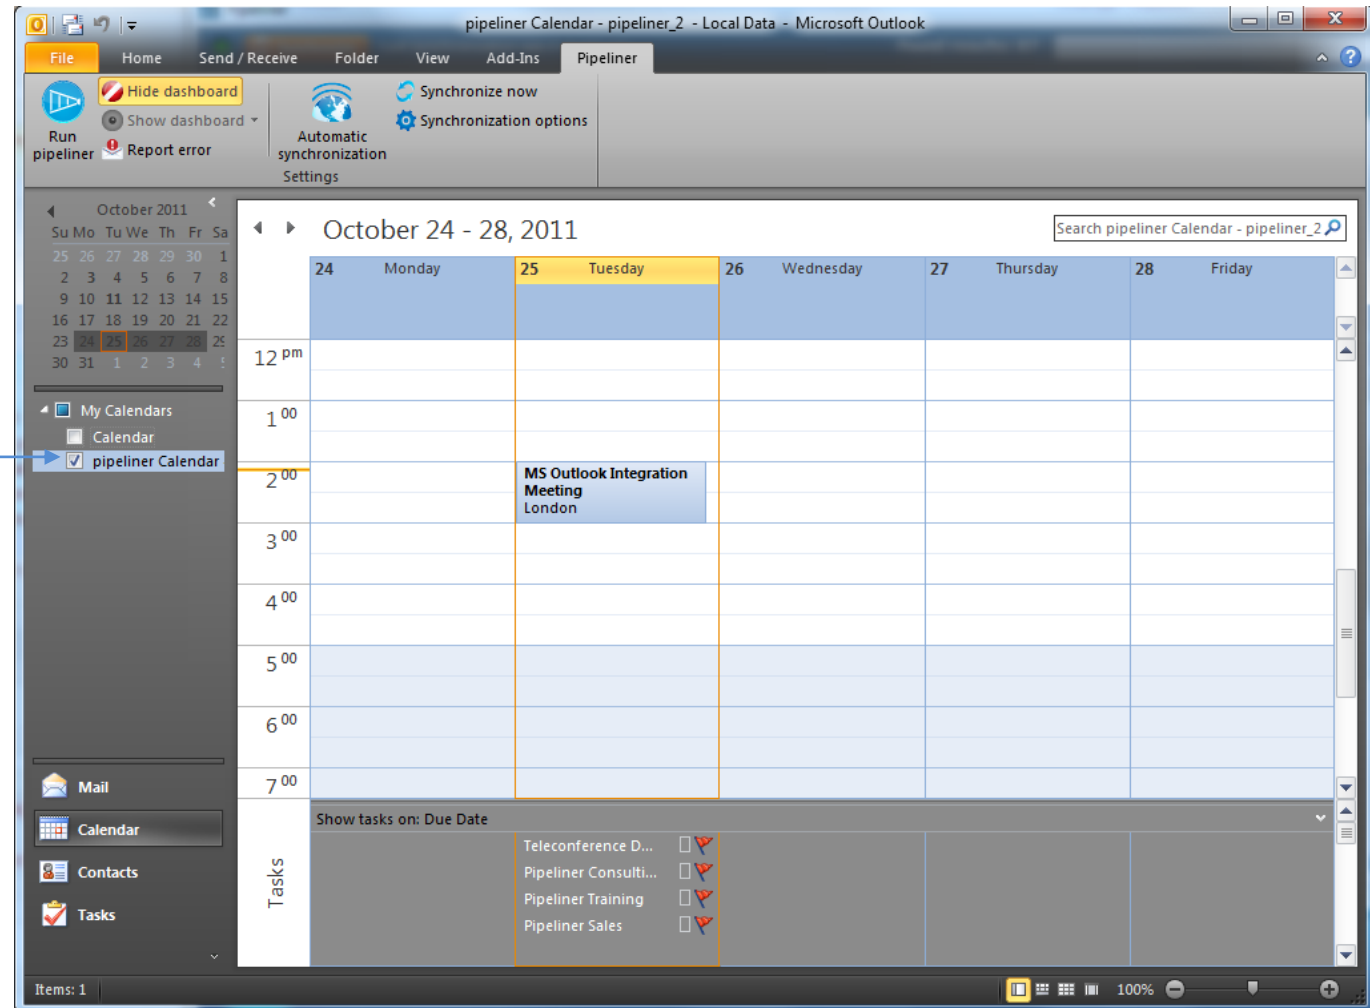 pipeliner Calendar - pipeliner_2 - Local Data - Microsoft Outlook
File Home Send / Receive Folder View Add-Ins Pipeliner
Run pipeliner
Hide dashboard
Show dashboard
Report error
Automatic synchronization
Synchronize now
Synchronization options
Settings
October 2011
Su Mo Tu We Th Fr Sa
25 26 27 28 29 30 1
2 3 4 5 6 7 8
9 10 11 12 13 14 15
16 17 18 19 20 21 22
23 24 25 26 27 28 29
30 31 1 2 3 4
My Calendars
Calendar
pipeliner Calendar
Mail
Calendar
Contacts
Tasks
October 24 - 28, 2011
Search pipeliner Calendar - pipeliner_2
24 Monday 25 Tuesday 26 Wednesday 27 Thursday 28 Friday
12 pm
1 00
2 00
MS Outlook Integration
Meeting
London
3 00
4 00
5 00
6 00
7 00
Show tasks on: Due Date
Tasks
Teleconference D...
Pipeliner Consulti...
Pipeliner Training
Pipeliner Sales
Items: 1
100%